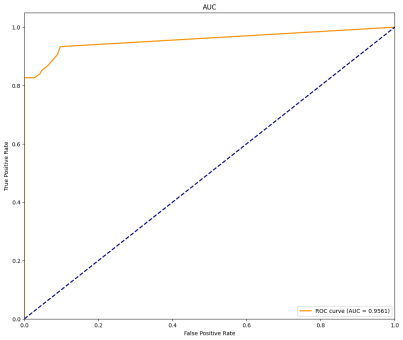 AUC
1.0
0.8
0.6
0.4
0.2
0.0
True Positive Rate
0.0 0.2 0.4 0.6 0.8 1.0
False Positive Rate
ROC curve (AUC = 0.9561)